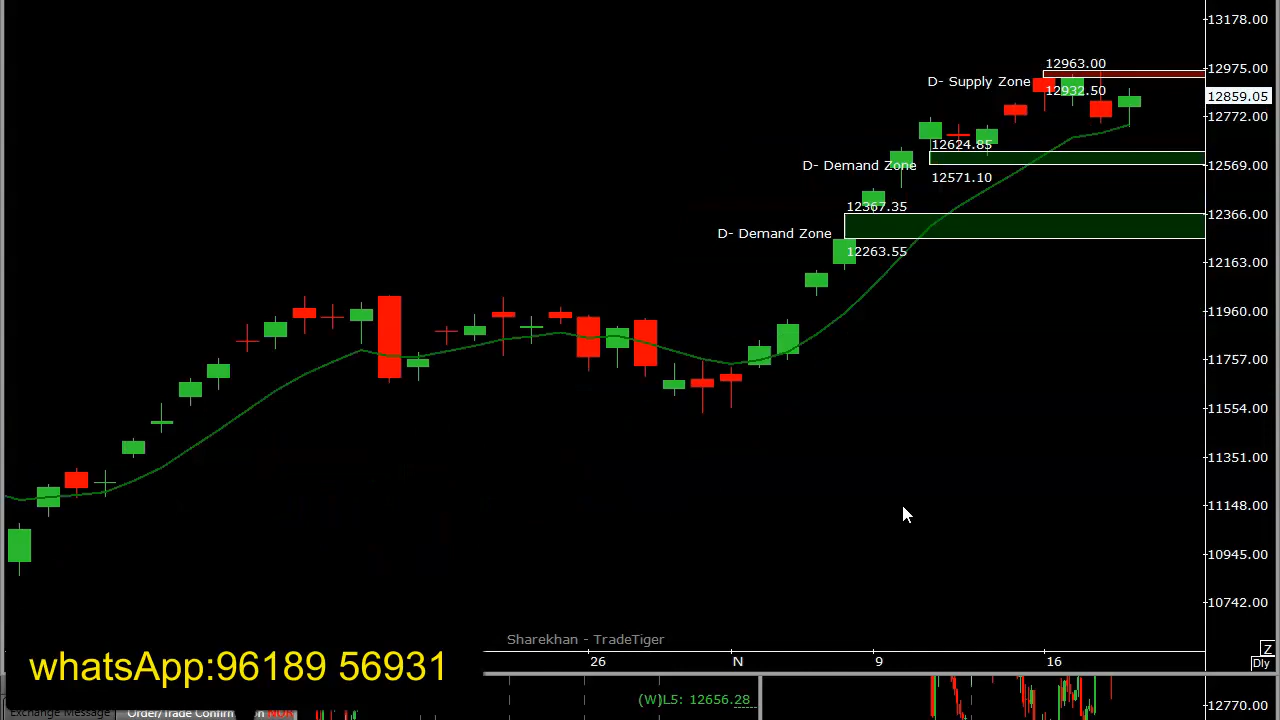 13178.00
12963.00
12975.00
D- Supply Zone
12932.50
12859.05
12772.00
12624.85
D- Demand Zone
12569.00
12571.10
12367.35
12366.00
D- Demand Zone
12263.55
12163.00
11960.00
11757.00
11554.00
11351.00
11148.00
10945.00
10742.00
Sharekhan - TradeTiger
26
N
9
16
Z
Dly
whatsApp:96189 56931
(W)L5: 12656.28
12770.00
Exchange Message
Order/Trade Confirm